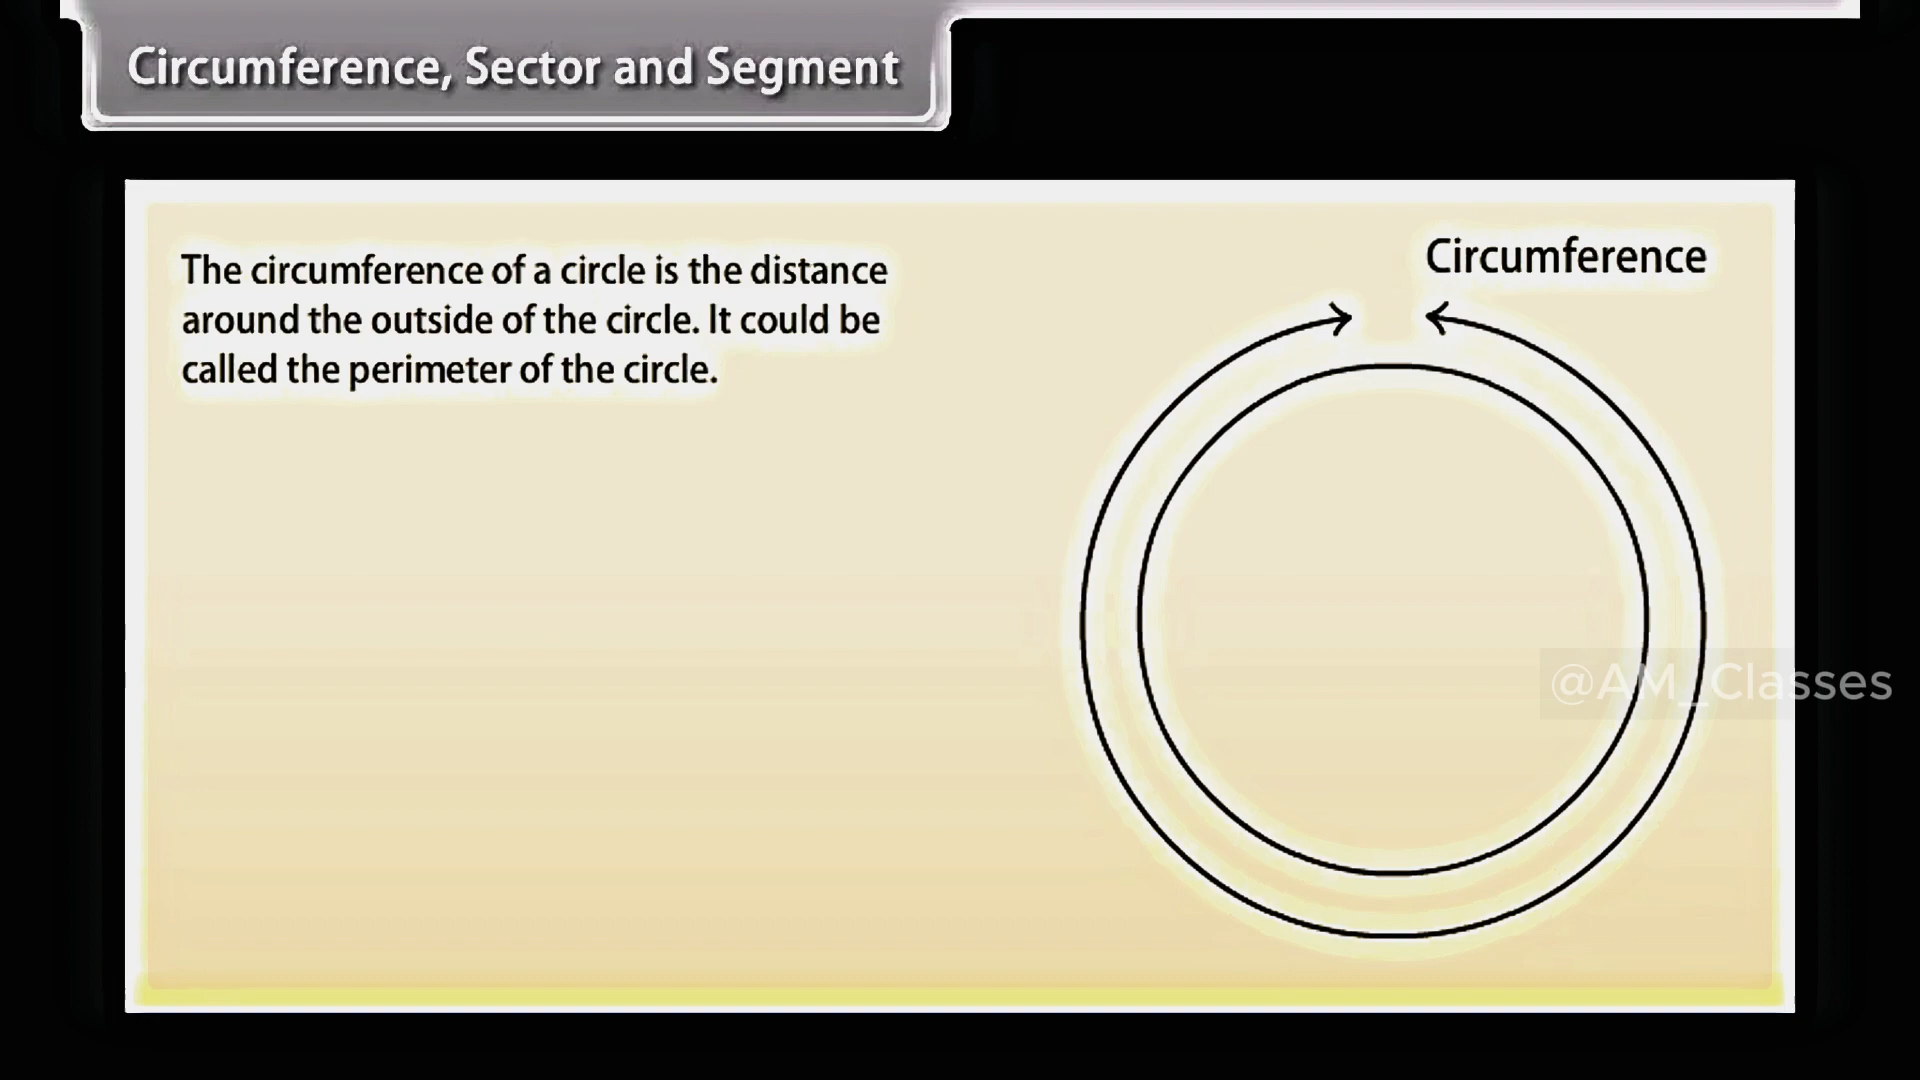 Circumference, Sector and Segment
The circumference of a circle is the distance
around the outside of the circle. It could be
called the perimeter of the circle.
Circumference
@AM_Classes